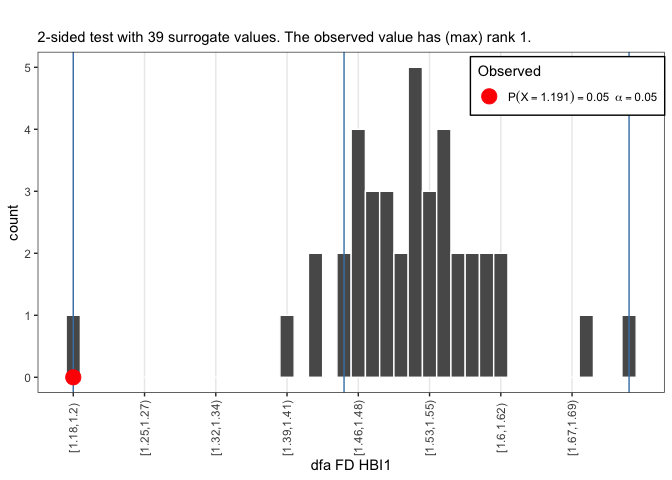 2-sided test with 39 surrogate values. The observed value has (max) rank 1.
Observed
P(X = 1.191) = 0.05 α = 0.05
count
5
4
3
2
1
0
[1.18,1.2)
[1.25,1.27)
[1.32,1.34)
[1.39,1.41)
[1.46,1.48)
[1.53,1.55)
[1.6,1.62)
[1.67,1.69)
dfa FD HBI1